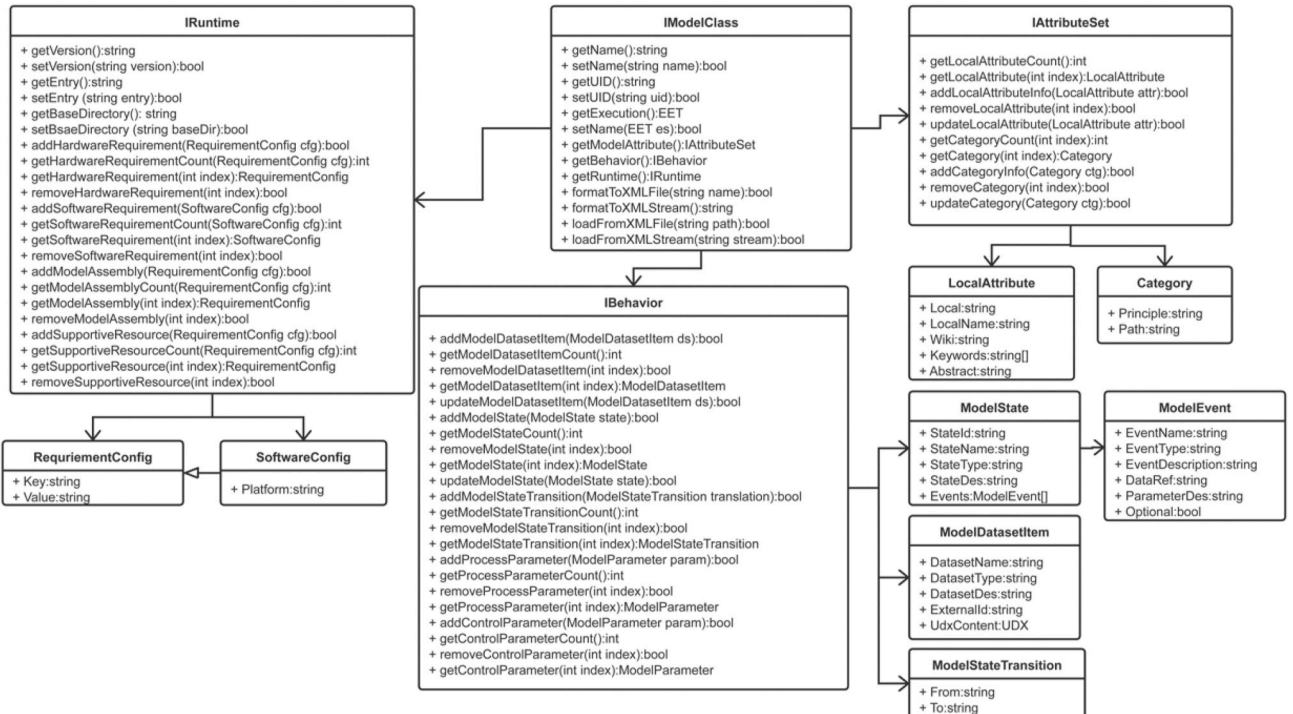 IRuntime
+ getVersion():string
+ setVersion(string version):bool
+ getEntry():string
+ setEntry (string entry):bool
+ getBaseDirectory(): string
+ setBsaeDirectory (string baseDir):bool
+ addHardwareRequirement(RequirementConfig cfg):bool
+ getHardwareRequirementCount(RequirementConfig cfg):int
+ getHardwareRequirement(int index):RequirementConfig
+ removeHardwareRequirement(int index):bool
+ addSoftwareRequirement(SoftwareConfig cfg):bool
+ getSoftwareRequirementCount(SoftwareConfig cfg):int
+ getSoftwareRequirement(int index):SoftwareConfig
+ removeSoftwareRequirement(int index):bool
+ addModelAssembly(RequirementConfig cfg):bool
+ getModelAssemblyCount(RequirementConfig cfg):int
+ getModelAssembly(int index):RequirementConfig
+ removeModelAssembly(int index):bool
+ addSupportiveResource(RequirementConfig cfg):bool
+ getSupportiveResourceCount(RequirementConfig cfg):int
+ getSupportiveResource(int index):RequirementConfig
+ removeSupportiveResource(int index):bool
RequriementConfig
+ Key:string
+ Value:string
SoftwareConfig
+ Platform:string
IModelClass
+ getName():string
+ setName(string name):bool
+ getUID():string
+ setUID(string uid):bool
+ getExecution():EET
+ setName(EET es):bool
+ getModelAttribute():IAttributeSet
+ getBehavior():IBehavior
+ getRuntime():IRuntime
+ formatToXMLFile(string name):bool
+ formatToXMLStream():string
+ loadFromXMLFile(string path):bool
+ loadFromXMLStream(string stream):bool
IBehavior
+ addModelDatasetItem(ModelDatasetItem ds):bool
+ getModelDatasetItemCount():int
+ removeModelDatasetItem(int index):bool
+ getModelDatasetItem(int index):ModelDatasetItem
+ updateModelDatasetItem(ModelDatasetItem ds):bool
+ addModelState(ModelState state):bool
+ getModelStateCount():int
+ removeModelState(int index):bool
+ getModelState(int index):ModelState
+ updateModelState(ModelState state):bool
+ addModelStateTransition(ModelStateTransition translation):bool
+ getModelStateTransitionCount():int
+ removeModelStateTransition(int index):bool
+ getModelStateTransition(int index):ModelStateTransition
+ addProcessParameter(ModelParameter param):bool
+ getProcessParameterCount():int
+ removeProcessParameter(int index):bool
+ getProcessParameter(int index):ModelParameter
+ addControlParameter(ModelParameter param):bool
+ getControlParameterCount():int
+ removeControlParameter(int index):bool
+ getControlParameter(int index):ModelParameter
IAttributeSet
+ getLocalAttributeCount():int
+ getLocalAttribute(int index):LocalAttribute
+ addLocalAttributeInfo(LocalAttribute attr):bool
+ removeLocalAttribute(int index):bool
+ updateLocalAttribute(LocalAttribute attr):bool
+ getCategoryCount(int index):int
+ getCategory(int index):Category
+ addCategoryInfo(Category ctg):bool
+ removeCategory(int index):bool
+ updateCategory(Category ctg):bool
LocalAttribute
+ Local:string
+ LocalName:string
+ Wiki:string
+ Keywords:string[]
+ Abstract:string
Category
+ Principle:string
+ Path:string
ModelState
+ StateId:string
+ StateName:string
+ StateType:string
+ StateDes:string
+ Events:ModelEvent[]
ModelEvent
+ EventName:string
+ EventType:string
+ EventDescription:string
+ DataRef:string
+ ParameterDes:string
+ Optional:bool
ModelDatasetItem
+ DatasetName:string
+ DatasetType:string
+ DatasetDes:string
+ ExternalId:string
+ UdxContent:UDX
ModelStateTransition
+ From:string
+ To:string